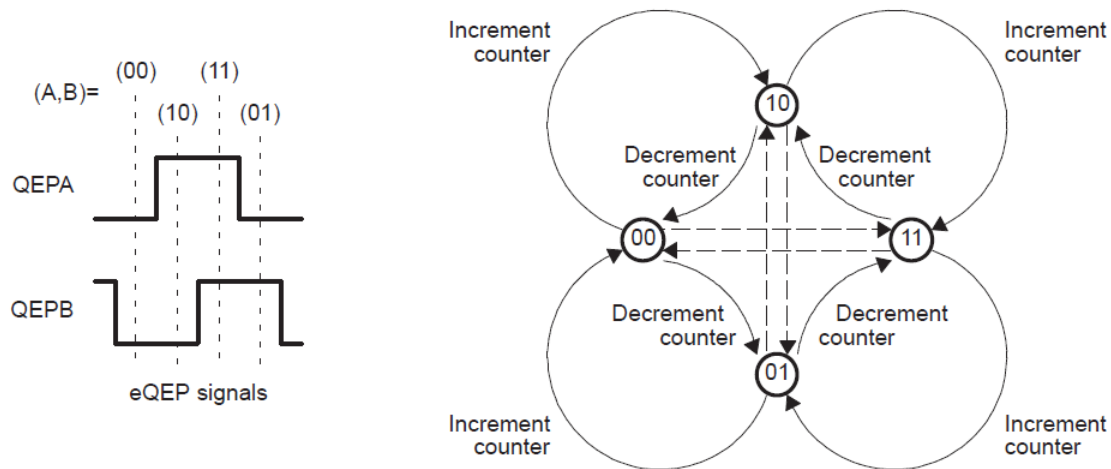 (00) (11)
(A,B)=
(10) (01)
QEPA
QEPB
eQEP signals
Increment
counter
Increment
counter
10
Decrement
counter
Decrement
counter
00
11
Decrement
counter
Decrement
counter
01
Increment
counter
Increment
counter